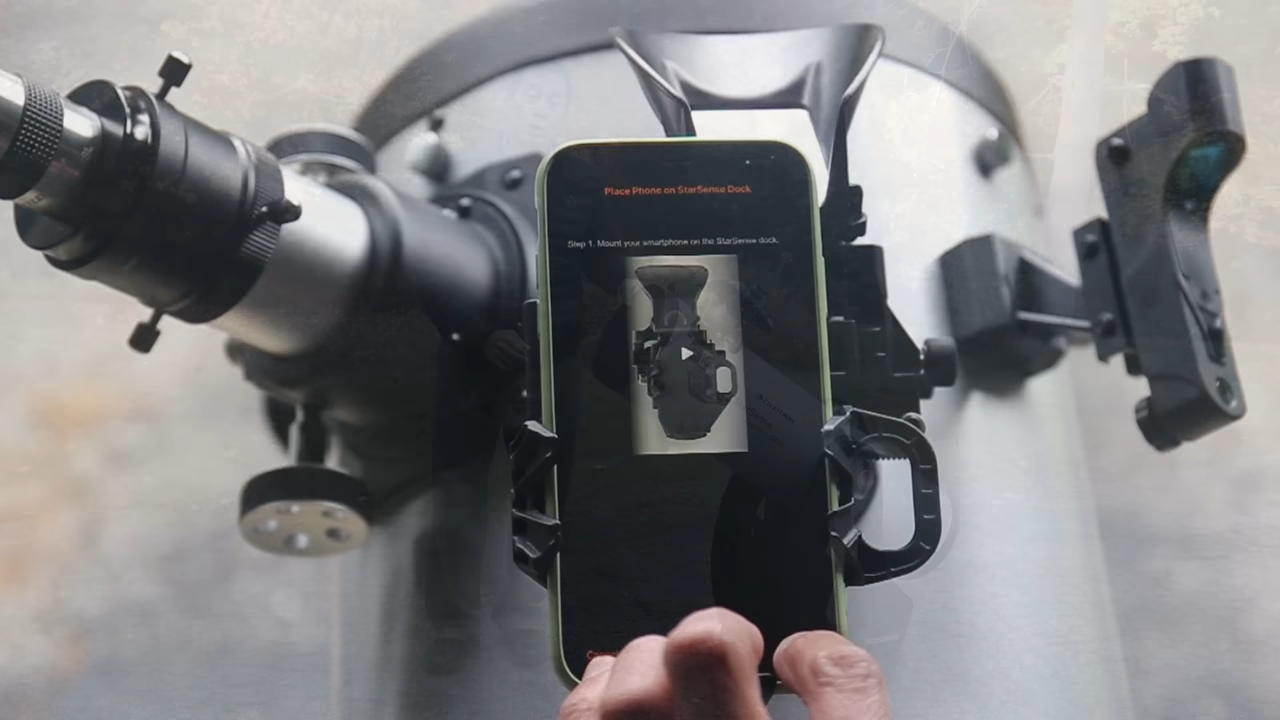 Place Phone on StarSense Dock
Step 1. Mount your smartphone on the StarSense dock.